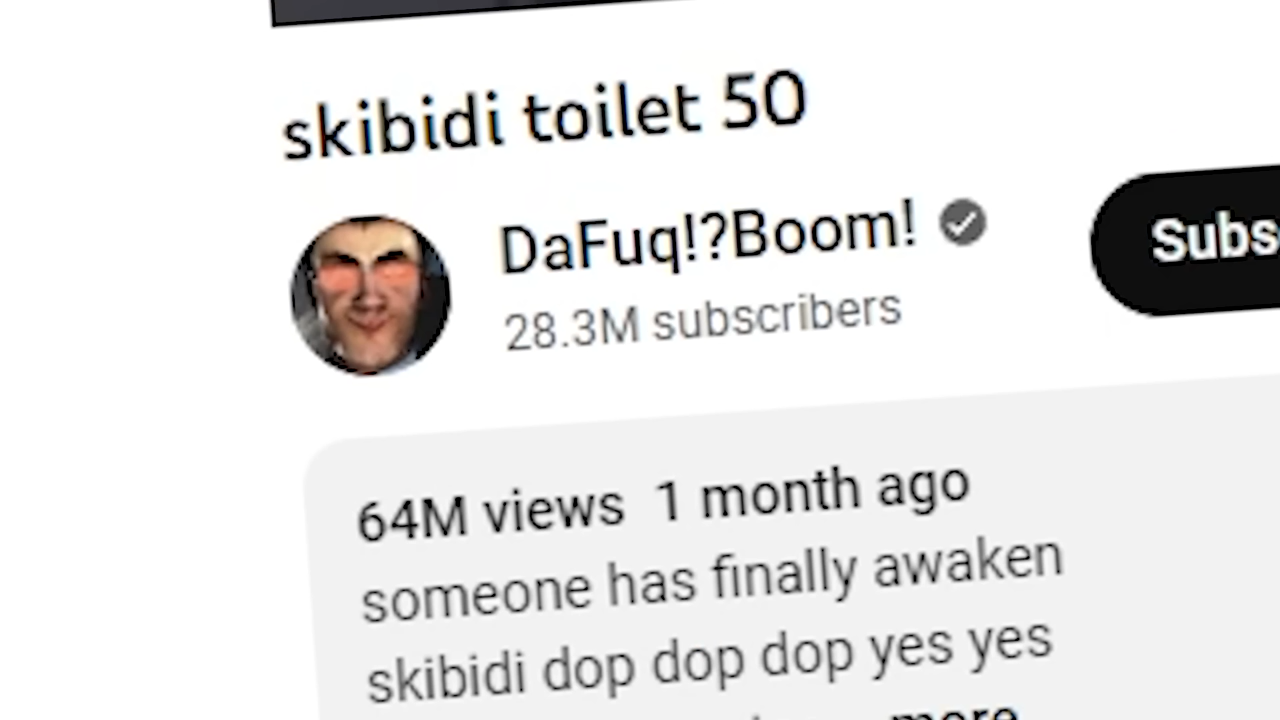 skibidi toilet 50
DaFuq!?Boom!
Subs
28.3M subscribers
64M views 1 month ago
someone has finally awaken
skibidi dop dop dop yes yes
more